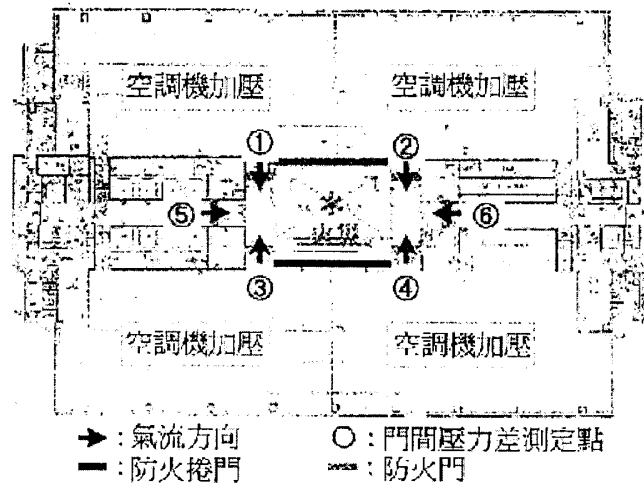 空調機加壓 空調機加壓
① ②
⑤ 火災 ⑥
③ ④
空調機加壓 空調機加壓
→：氣流方向 ○：門間壓力差測定點
━：防火捲門 ┅：防火門